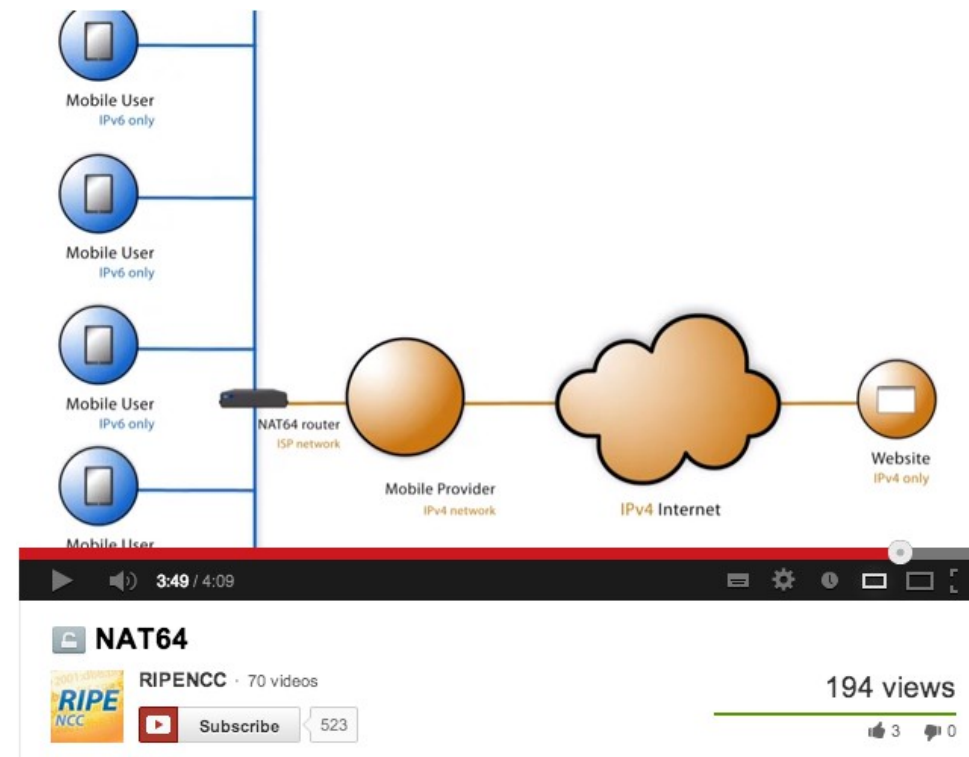 Mobile User
IPv6 only
Mobile User
IPv6 only
Mobile User
IPv6 only
NAT64 router
ISP network
Mobile User
Mobile Provider
IPv4 network
IPv4 Internet
Website
IPv4 only
3:49 / 4:09
NAT64
RIPE
NCC
RIPENCC · 70 videos
Subscribe 523
194 views
3 0